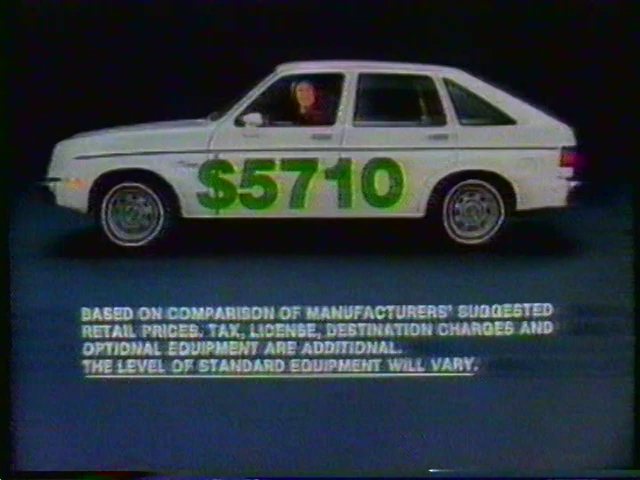 $5710
BASED ON COMPARISON OF MANUFACTURERS' SUGGESTED
RETAIL PRICES. TAX, LICENSE, DESTINATION CHARGES AND
OPTIONAL EQUIPMENT ARE ADDITIONAL.
THE LEVEL OF STANDARD EQUIPMENT WILL VARY.